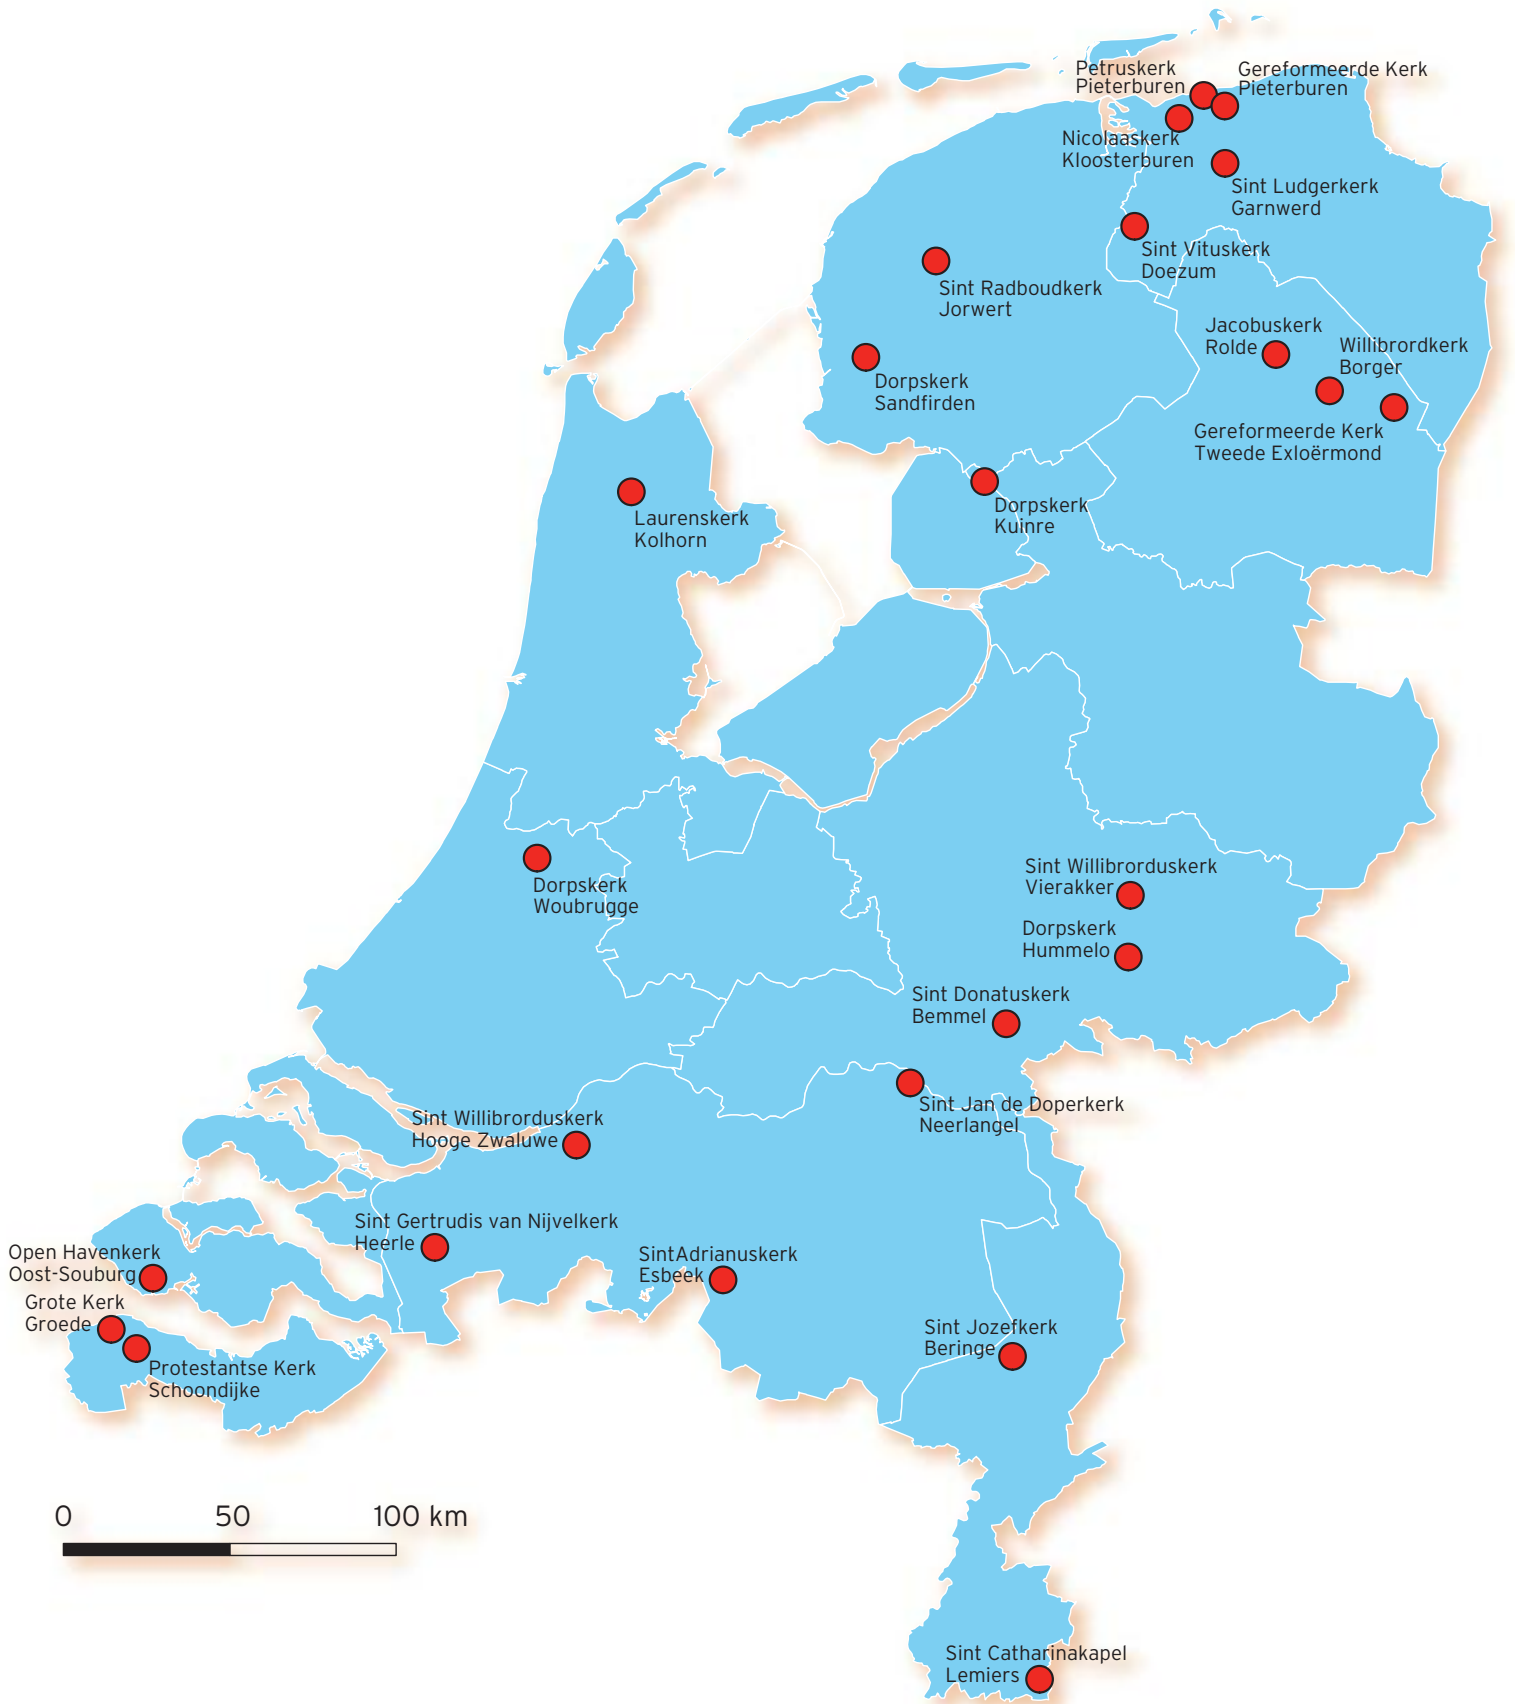 Petruskerk
Pieterburen
Gereformeerde Kerk
Pieterburen
Nicolaaskerk
Kloosterburen
Sint Ludgerkerk
Garnwerd
Sint Vituskerk
Doezum
Sint Radboudkerk
Jorwert
Jacobuskerk
Rolde
Willibrordkerk
Borger
Dorpskerk
Sandfirden
Gereformeerde Kerk
Tweede Exloërmond
Laurenskerk
Kolhorn
Dorpskerk
Kuinre
Dorpskerk
Woubrugge
Sint Willibrorduskerk
Vierakker
Dorpskerk
Hummelo
Sint Donatuskerk
Bemmel
Sint Jan de Doperkerk
Neerlangel
Sint Willibrorduskerk
Hooge Zwaluwe
Sint Gertrudis van Nijvelkerk
Heerle
SintAdrianuskerk
Esbeek
Open Havenkerk
Oost-Souburg
Grote Kerk
Groede
Protestantse Kerk
Schoondijke
Sint Jozefkerk
Beringe
0 50 100 km
Sint Catharinakapel
Lemiers